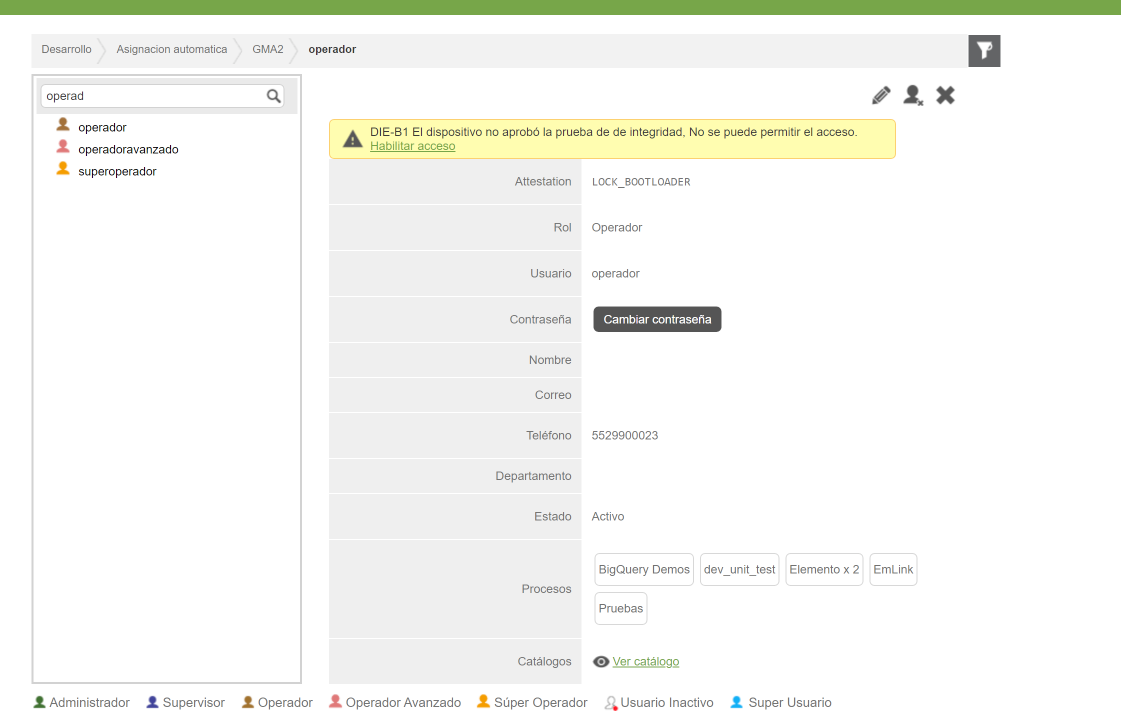 Desarrollo Asignacion automatica GMA2 operador
operad
operador
operadoravanzado
superoperador
DIE-B1 El dispositivo no aprobó la prueba de de integridad, No se puede permitir el acceso.
Habilitar acceso
Attestation LOCK_BOOTLOADER
Rol Operador
Usuario operador
Contraseña Cambiar contraseña
Nombre
Correo
Teléfono 5529900023
Departamento
Estado Activo
Procesos BigQuery Demos dev_unit_test Elemento x 2 EmLink
Pruebas
Catálogos Ver catálogo
Administrador Supervisor Operador Operador Avanzado Súper Operador Usuario Inactivo Super Usuario